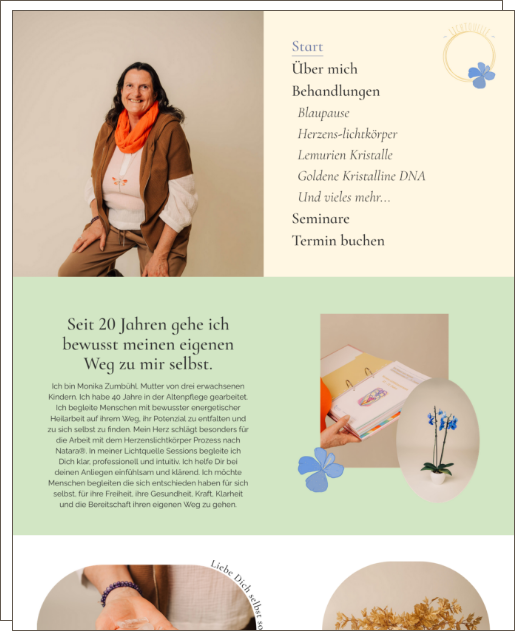 LICHTQUELLE
Start
Über mich
Behandlungen
Blaupause
Herzens-lichtkörper
Lemurien Kristalle
Goldene Kristalline DNA
Und vieles mehr...
Seminare
Termin buchen
Seit 20 Jahren gehe ich
bewusst meinen eigenen
Weg zu mir selbst.
Ich bin Monika Zumbühl, Mutter von drei erwachsenen
Kindern. Ich habe 40 Jahre in der Altenpflege gearbeitet.
Ich begleite Menschen mit bewusster energetischer
Heilarbeit auf ihrem Weg, ihr Potenzial zu entfalten und
zu sich selbst zu finden. Mein Herz schlägt besonders für
die Arbeit mit dem Herzenslichtkörper Prozess nach
Natara®. In meiner Lichtquelle Sessions begleite ich
Dich klar, professionell und intuitiv. Ich helfe Dir bei
deinen Anliegen einfühlsam und klärend. Ich möchte
Menschen begleiten die sich entschieden haben für sich
selbst, für ihre Freiheit, ihre Gesundheit, Kraft, Klarheit
und die Bereitschaft ihren eigenen Weg zu gehen.
Liebe Dich selbst so